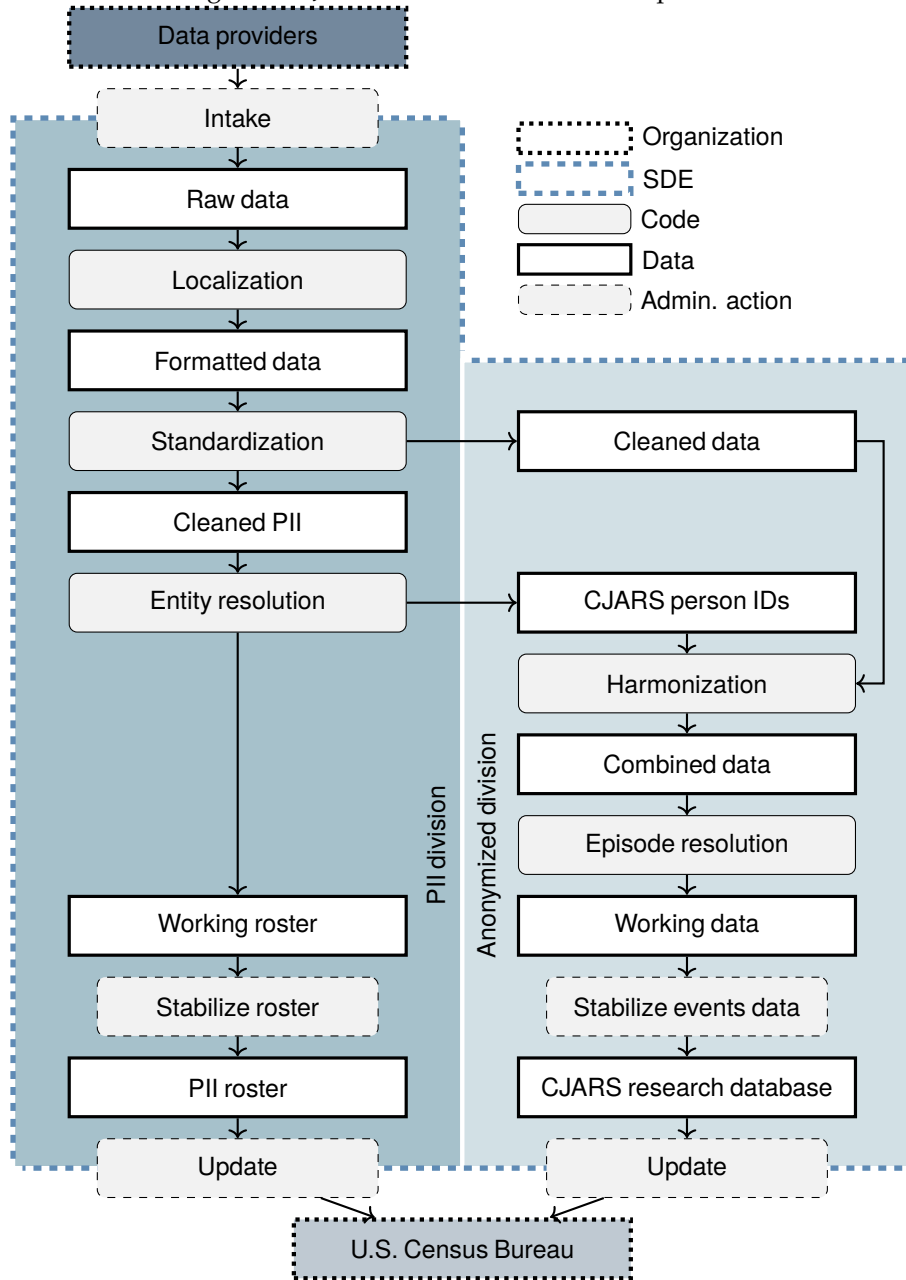 Data providers
Intake
Organization
SDE
Raw data
Code
Localization
Data
Admin. action
Formatted data
Standardization
Cleaned data
Cleaned PII
Entity resolution
CJARS person IDs
Harmonization
Combined data
PII division
Anonymized division
Episode resolution
Working roster
Working data
Stabilize roster
Stabilize events data
PII roster
CJARS research database
Update
Update
U.S. Census Bureau